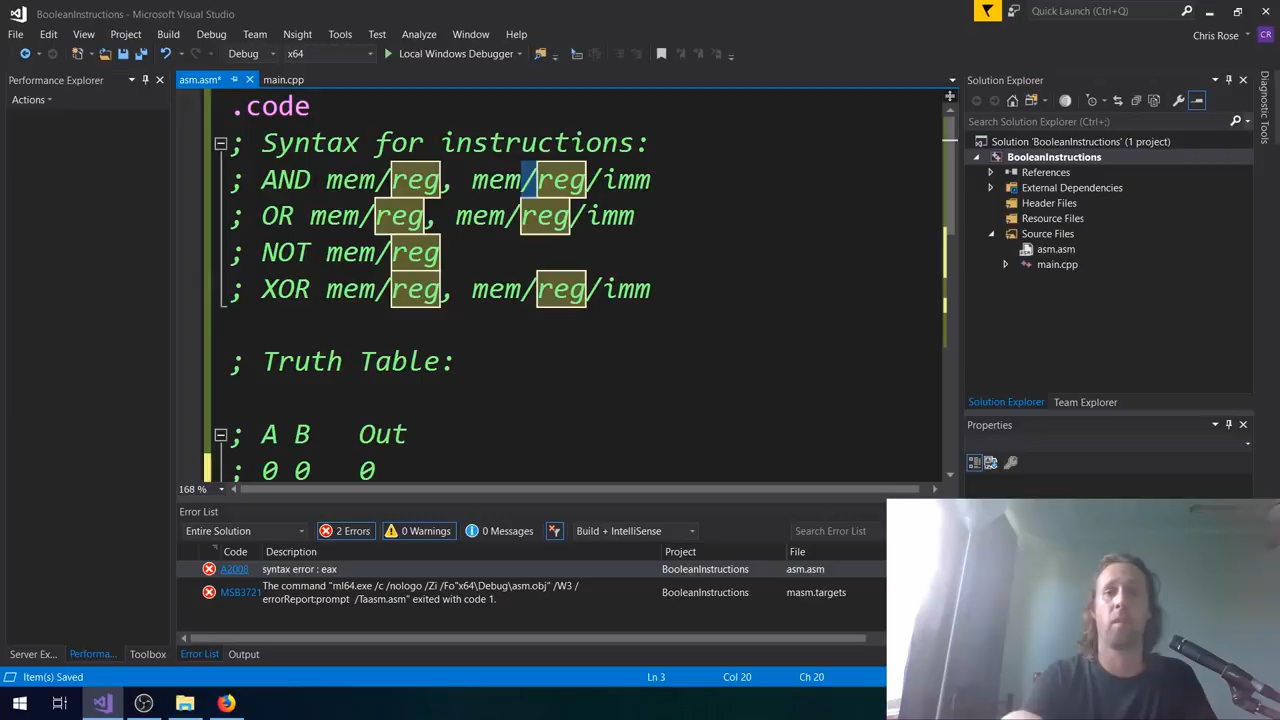 BooleanInstructions - Microsoft Visual Studio
Quick Launch (Ctrl+Q)
File Edit View Project Build Debug Team Nsight Tools Test Analyze Window Help
Chris Rose
CR
Debug x64 Local Windows Debugger
Performance Explorer
Actions
asm.asm* main.cpp
.code
; Syntax for instructions:
; AND mem/reg, mem/reg/imm
; OR mem/reg, mem/reg/imm
; NOT mem/reg
; XOR mem/reg, mem/reg/imm
; Truth Table:
; A B Out
; 0 0 0
168 %
Solution Explorer
Search Solution Explorer (Ctrl+;)
Solution 'BooleanInstructions' (1 project)
BooleanInstructions
References
External Dependencies
Header Files
Resource Files
Source Files
asm.asm
main.cpp
Solution Explorer Team Explorer
Properties
Diagnostic Tools
Error List
Entire Solution 2 Errors 0 Warnings 0 Messages Build + IntelliSense Search Error List
Code Description Project File
A2008 syntax error : eax BooleanInstructions asm.asm
MSB3721 The command "ml64.exe /c /nologo /Zi /Fo"x64\Debug\asm.obj" /W3 /
errorReport:prompt /Taasm.asm" exited with code 1. BooleanInstructions masm.targets
Server Ex... Performa... Toolbox Error List Output
Item(s) Saved Ln 3 Col 20 Ch 20